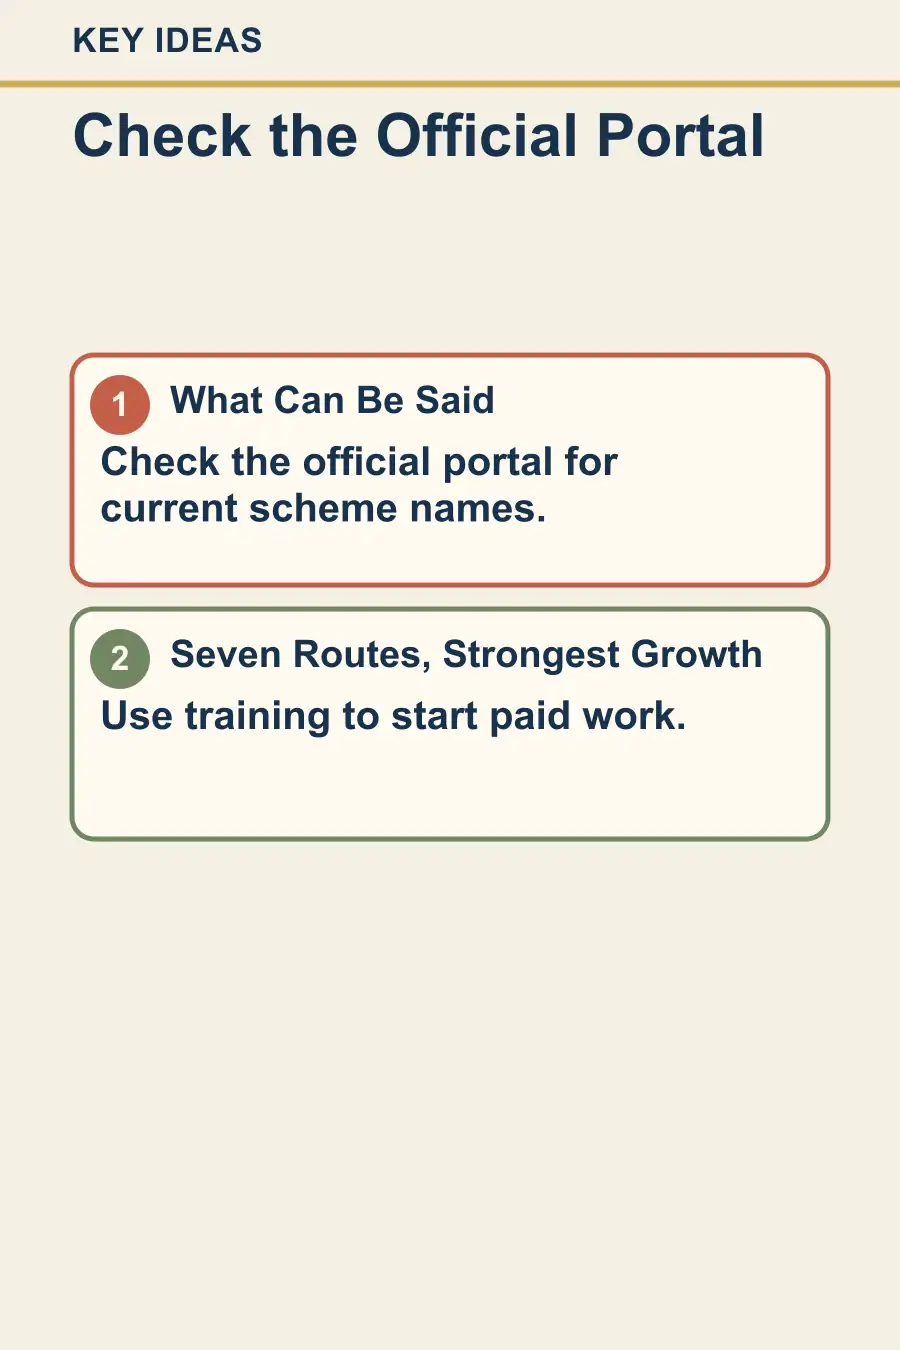 KEY IDEAS
Check the Official Portal
1 What Can Be Said
Check the official portal for
current scheme names.
2 Seven Routes, Strongest Growth
Use training to start paid work.